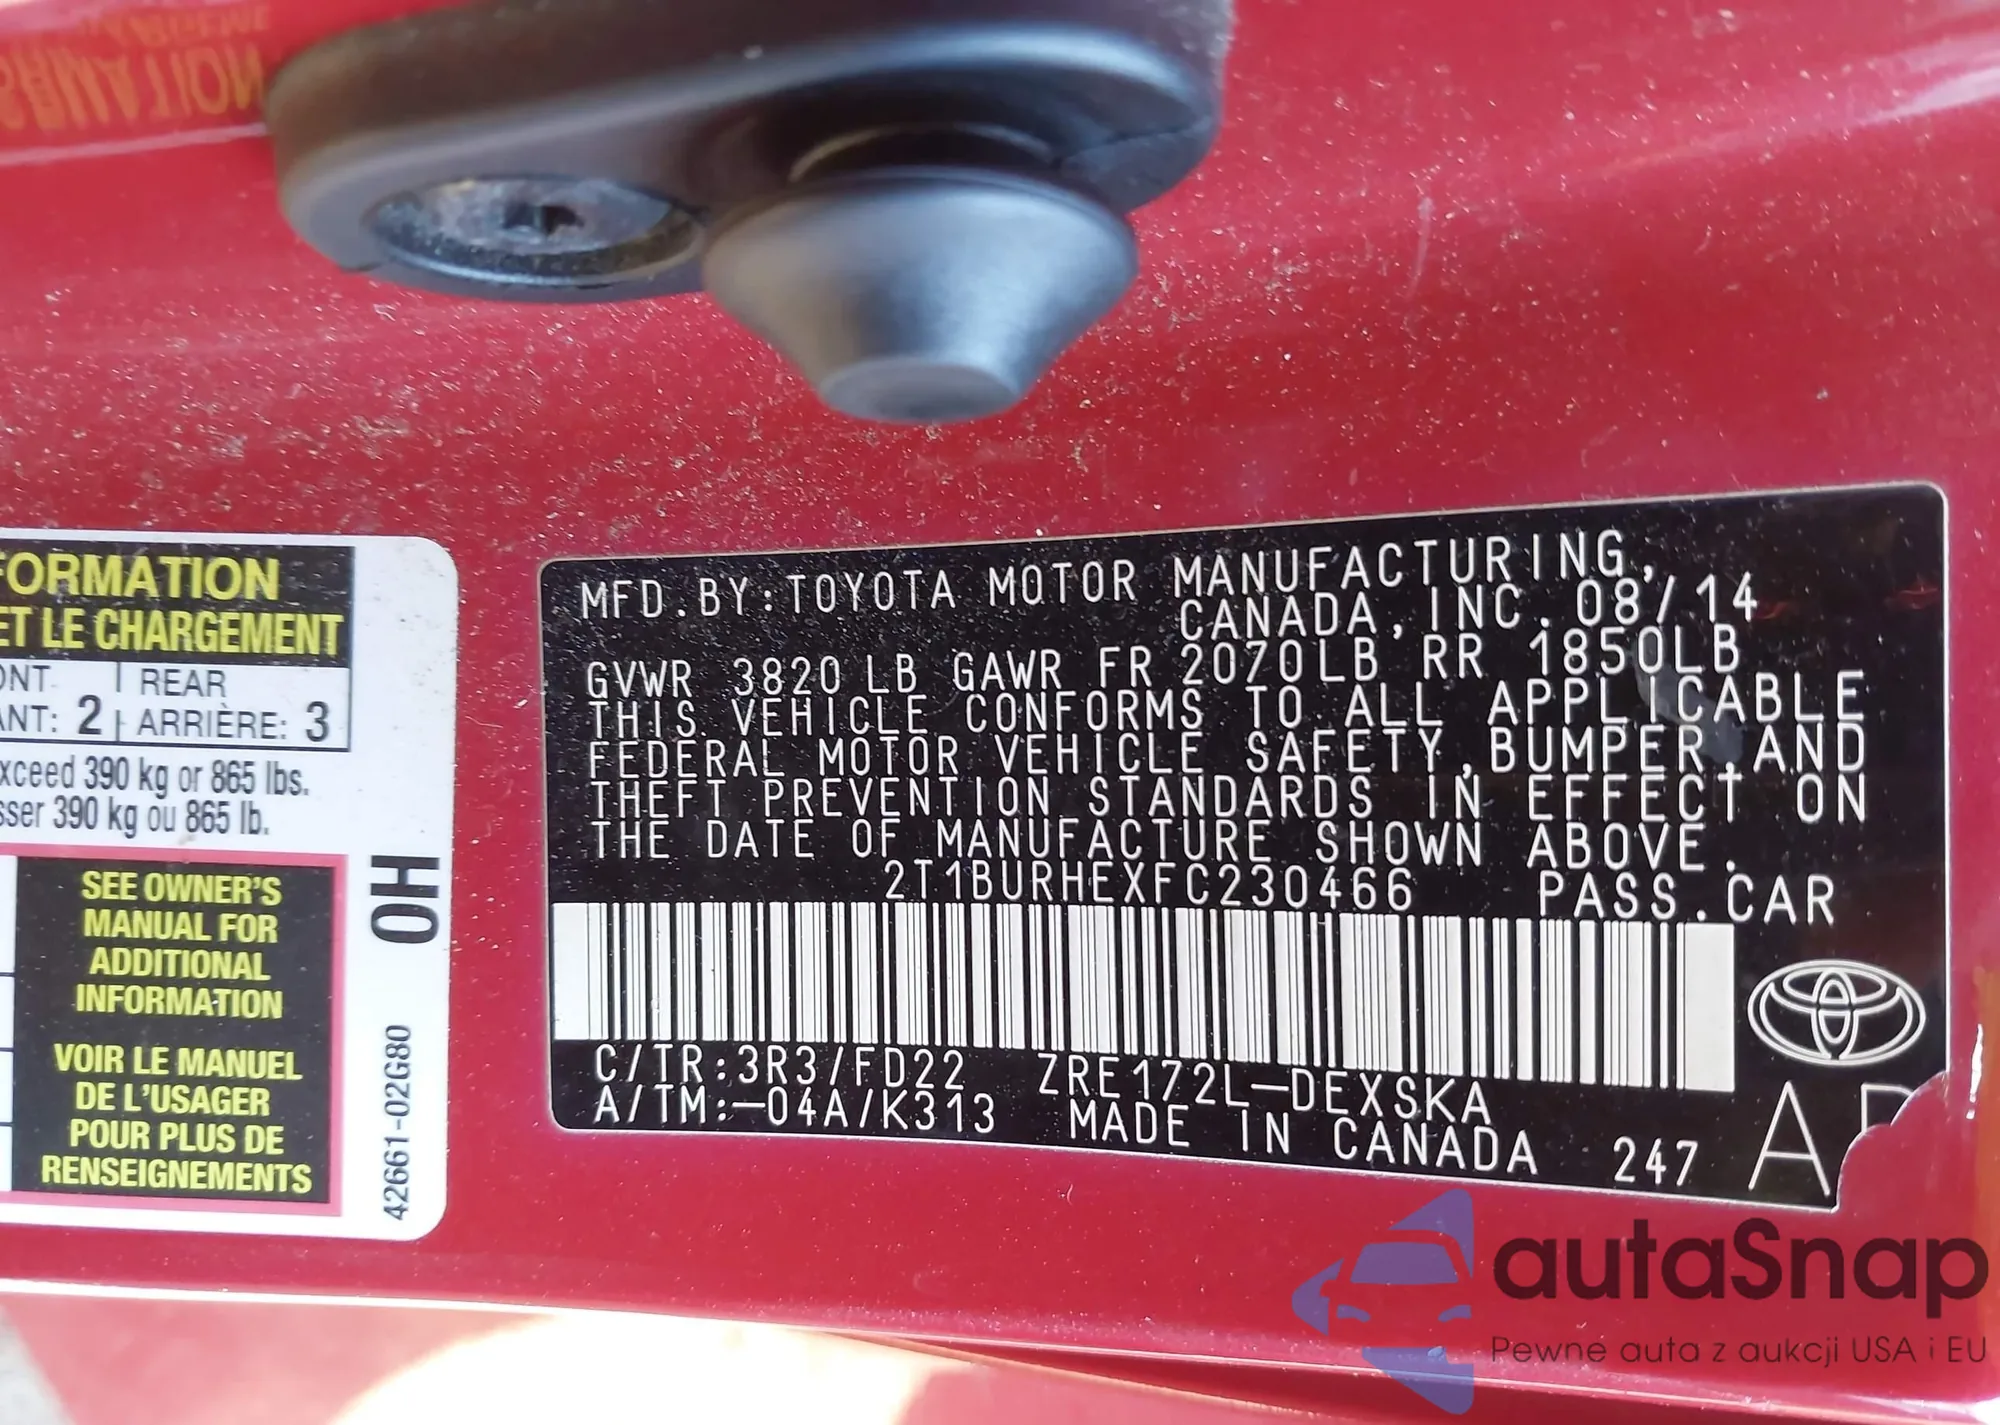 FORMATION
ET LE CHARGEMENT
REAR
2 ARRIÈRE: 3
390 kg or 865 lbs.
390 kg ou 865 lb.
SEE OWNER'S
MANUAL FOR
ADDITIONAL
INFORMATION
VOIR LE MANUEL
DE L'USAGER
POUR PLUS DE
RENSEIGNEMENTS
OH
42661-02G80
MFD.BY:TOYOTA MOTOR MANUFACTURING,
CANADA,INC.08/14
GVWR 3820 LB GAWR FR 2070LB RR 1850LB
THIS VEHICLE CONFORMS TO ALL APPLICABLE
FEDERAL MOTOR VEHICLE SAFETY,BUMPER,AND
THEFT PREVENTION STANDARDS IN EFFECT ON
THE DATE OF MANUFACTURE SHOWN ABOVE.
2T1BURHEXFC230466 PASS.CAR
C/TR:3R3/FD22 ZRE172L-DEXSKA
A/TM:-04A/K313 MADE IN CANADA 247
autaSnap
Pewne auta z aukcji USA i EU